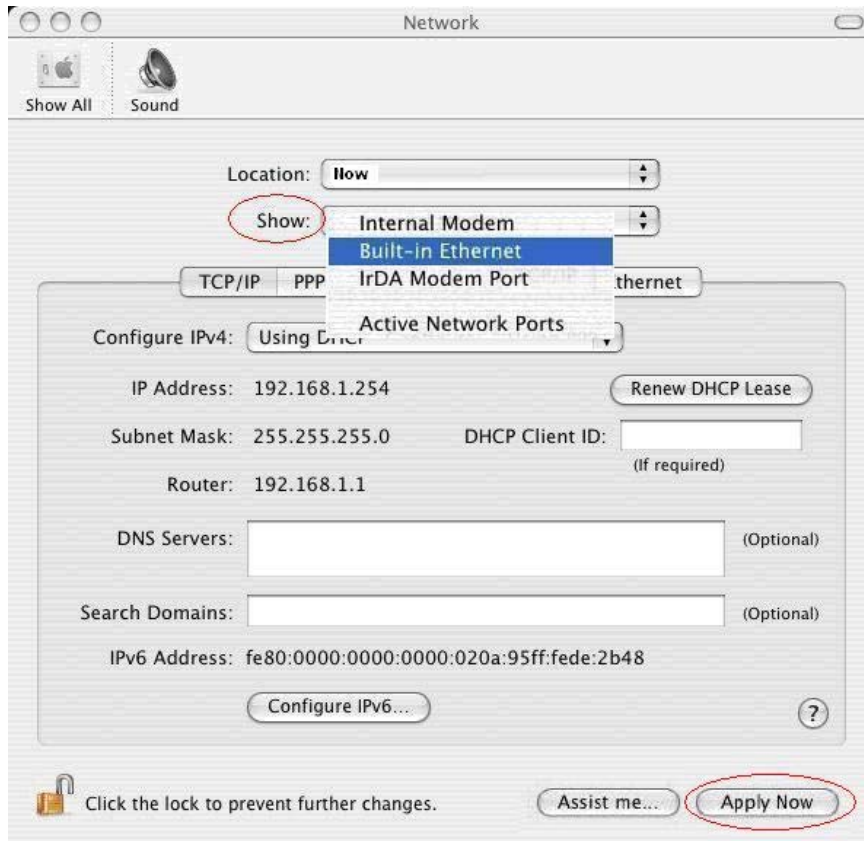 Network
Show All
Sound
Location: Now
Show:
Internal Modem
Built-in Ethernet
IrDA Modem Port
Active Network Ports
TCP/IP PPP thernet
Configure IPv4: Using DHCP
IP Address: 192.168.1.254
Renew DHCP Lease
Subnet Mask: 255.255.255.0
DHCP Client ID:
(If required)
Router: 192.168.1.1
DNS Servers:
(Optional)
Search Domains:
(Optional)
IPv6 Address: fe80:0000:0000:0000:020a:95ff:fede:2b48
Configure IPv6...
?
Click the lock to prevent further changes.
Assist me...
Apply Now